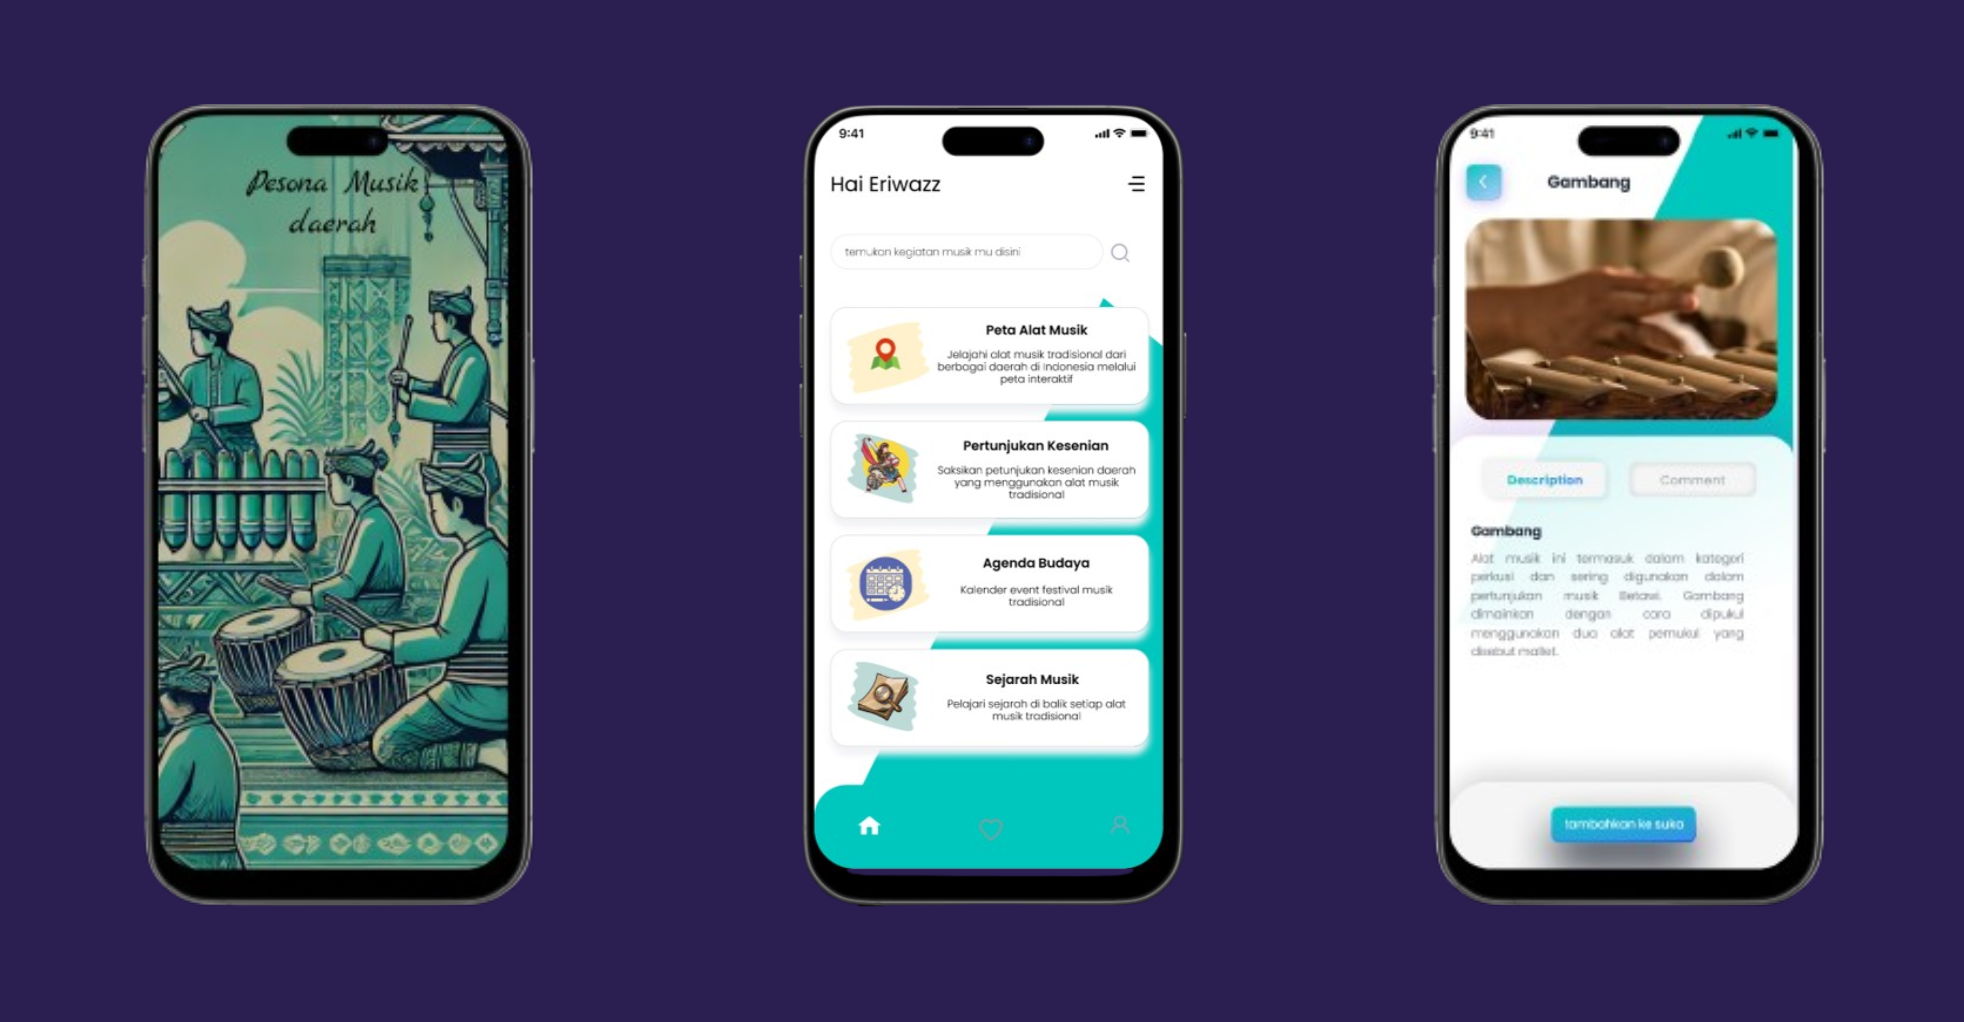 Pesona Musik
daerah
9:41
Hai Eriwazz
temukan kegiatan musik mu disini
Peta Alat Musik
Jelajahi alat musik tradisional dari
berbagai daerah di Indonesia melalui
peta interaktif
Pertunjukan Kesenian
Saksikan petunjukan kesenian daerah
yang menggunakan alat musik
tradisional
Agenda Budaya
Kalender event festival musik
tradisional
Sejarah Musik
Pelajari sejarah di balik setiap alat
musik tradisional
9:41
Gambang
Description
Comment
Gambang
Alat musik ini termasuk dalam kategori
perkusi dan sering digunakan dalam
pertunjukan musik Betawi. Gambang
dimainkan dengan cara dipukul
menggunakan dua alat pemukul yang
disebut mallet.
tambahkan ke suka